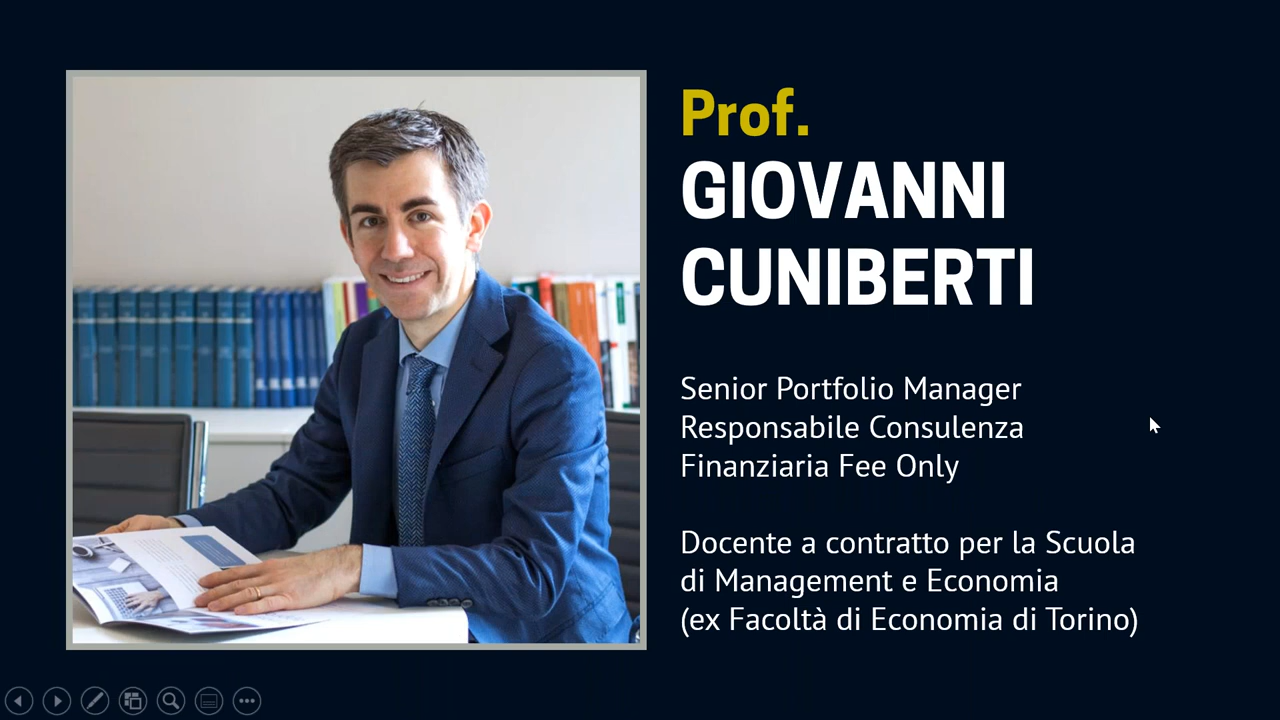 Prof.
GIOVANNI
CUNIBERTI
Senior Portfolio Manager
Responsabile Consulenza
Finanziaria Fee Only
Docente a contratto per la Scuola
di Management e Economia
(ex Facoltà di Economia di Torino)